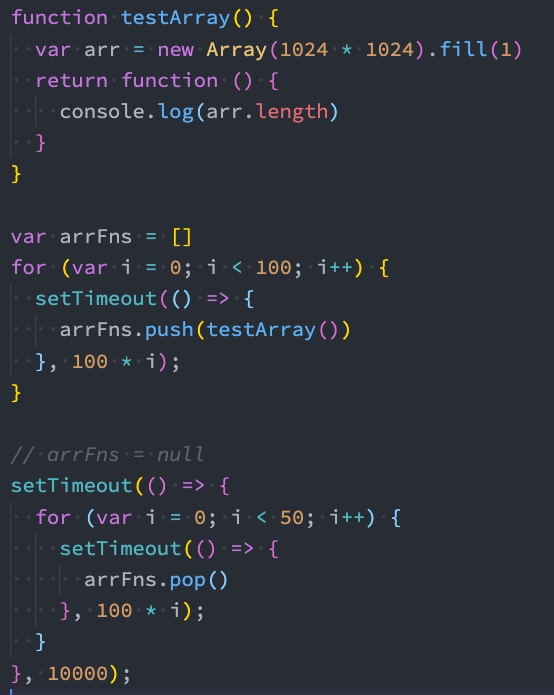 function testArray() {
  var arr = new Array(1024 * 1024).fill(1)
  return function () {
    console.log(arr.length)
  }
}

var arrFns = []
for (var i = 0; i < 100; i++) {
  setTimeout(() => {
    arrFns.push(testArray())
  }, 100 * i);
}

// arrFns = null
setTimeout(() => {
  for (var i = 0; i < 50; i++) {
    setTimeout(() => {
      arrFns.pop()
    }, 100 * i);
  }
}, 10000);